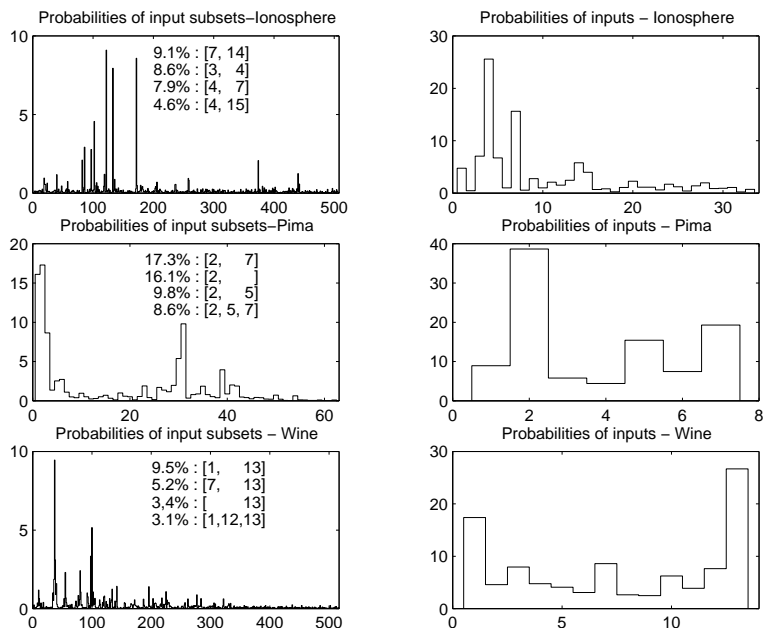 Probabilities of input subsets-Ionosphere
10
5
0
0 100 200 300 400 500
9.1% : [7, 14]
8.6% : [3, 4]
7.9% : [4, 7]
4.6% : [4, 15]
Probabilities of inputs - Ionosphere
30
20
10
0
10 20 30
Probabilities of input subsets-Pima
20
15
10
5
0
0 20 40 60
17.3% : [2, 7]
16.1% : [2, ]
9.8% : [2, 5]
8.6% : [2, 5, 7]
Probabilities of inputs - Pima
40
30
20
10
0
0 2 4 6 8
Probabilities of input subsets - Wine
10
5
0
0 100 200 300 400 500
9.5% : [1, 13]
5.2% : [7, 13]
3,4% : [ 13]
3.1% : [1,12,13]
Probabilities of inputs - Wine
30
20
10
0
5 10